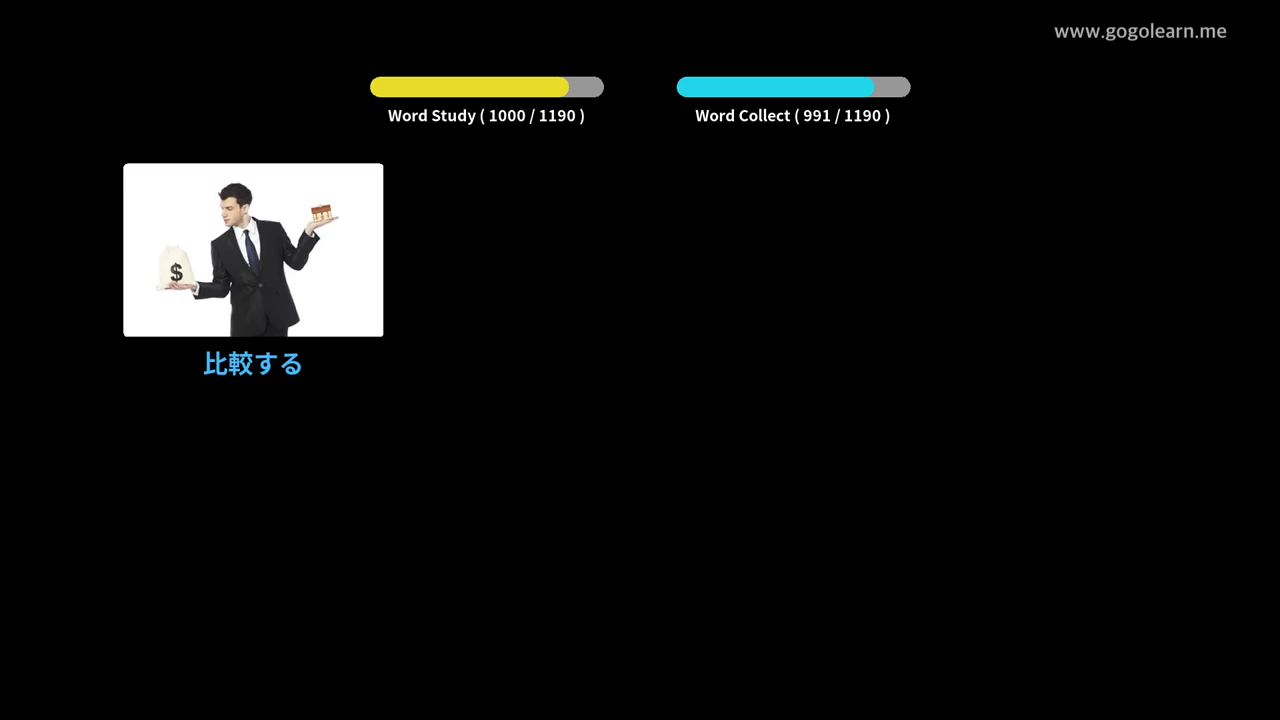 www.gogolearn.me
Word Study ( 1000 / 1190 )
Word Collect ( 991 / 1190 )
$
比較する